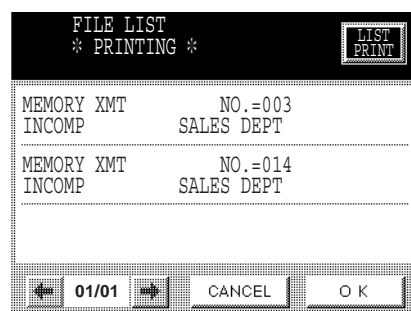 FILE LIST
* PRINTING *
LIST
PRINT
MEMORY XMT NO.=003
INCOMP SALES DEPT
MEMORY XMT NO.=014
INCOMP SALES DEPT
01/01
CANCEL
O K